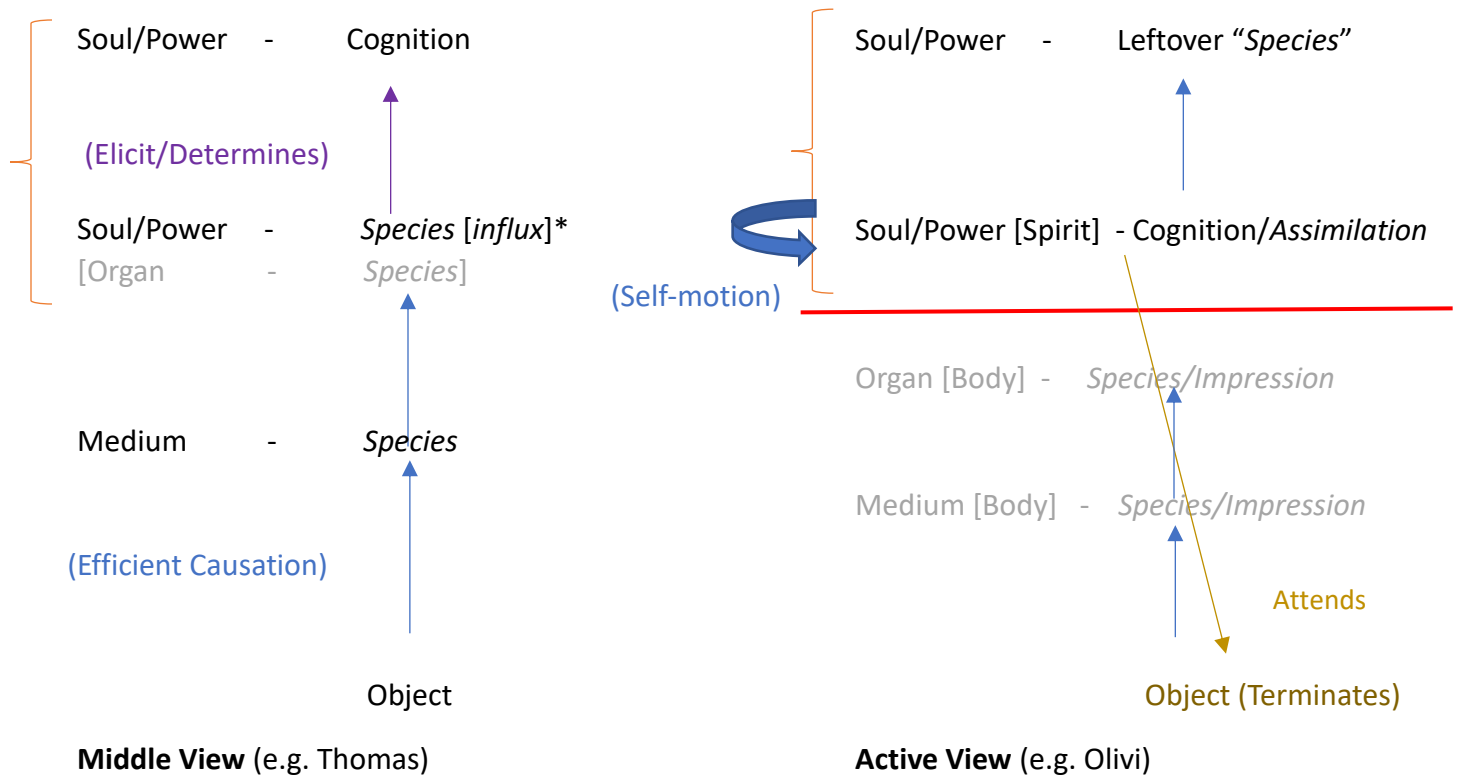 Soul/Power - Cognition
(Elicit/Determines)
Soul/Power - Species [influx]*
[Organ - Species]
Medium - Species
(Efficient Causation)
Object
Middle View (e.g. Thomas)
Soul/Power - Leftover “Species”
Soul/Power [Spirit] - Cognition/Assimilation
(Self-motion)
Organ [Body] - Species/Impression
Medium [Body] - Species/Impression
Attends
Object (Terminates)
Active View (e.g. Olivi)